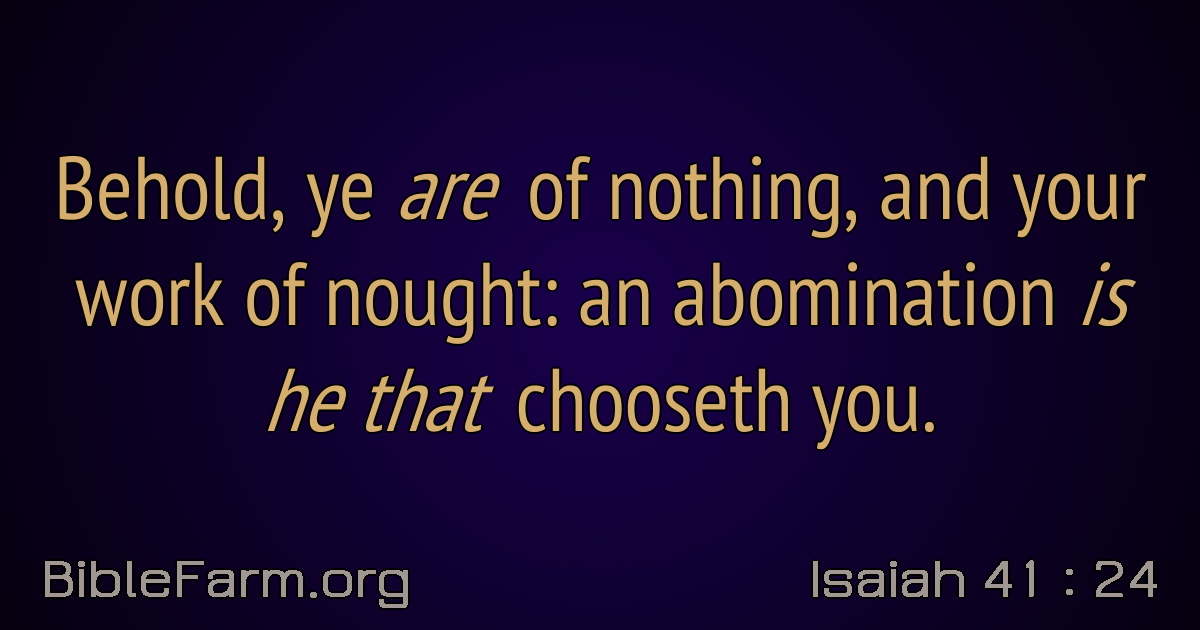 Behold, ye are of nothing, and your
work of nought: an abomination is
he that chooseth you.
BibleFarm.org
Isaiah 41 : 24